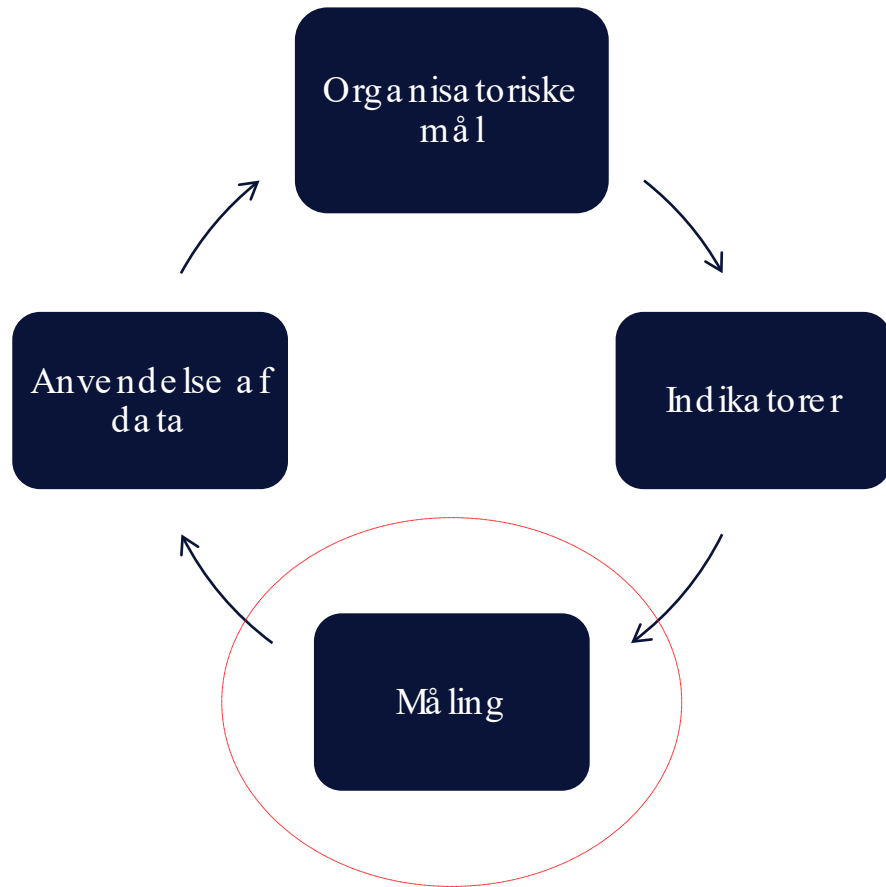 Organisatoriske
mål
Indikatorer
Måling
Anvendelse af
data